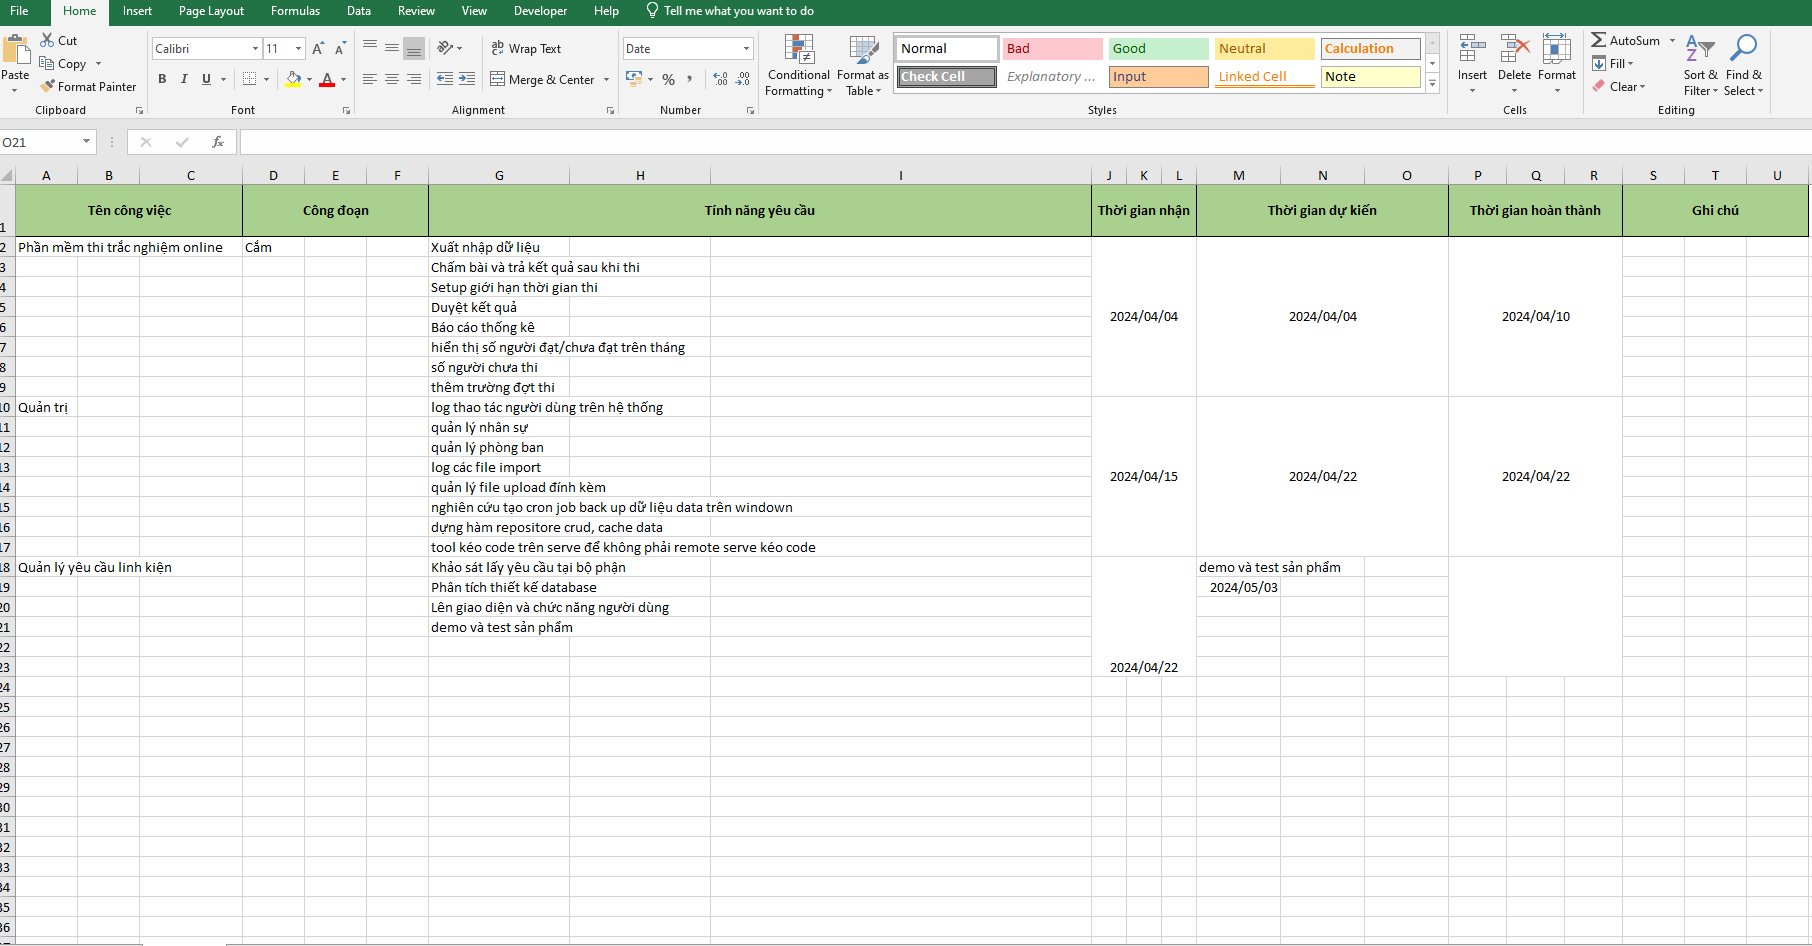 File Home Insert Page Layout Formulas Data Review View Developer Help Tell me what you want to do
Paste Cut Copy Format Painter Clipboard
Calibri 11 A A B I U A Font
ab Wrap Text Merge & Center Alignment
Date % , .00 Number
Conditional Formatting Format as Table
Normal Bad Good Neutral Calculation
Check Cell Explanatory ... Input Linked Cell Note
Styles
Insert Delete Format Cells
AutoSum Fill Clear Sort & Filter Find & Select Editing
O21 fx
A B C D E F G H I J K L M N O P Q R S T U
1 Tên công việc Công đoạn Tính năng yêu cầu Thời gian nhận Thời gian dự kiến Thời gian hoàn thành Ghi chú
2 Phần mềm thi trắc nghiệm online Cắm Xuất nhập dữ liệu
3 Chấm bài và trả kết quả sau khi thi
4 Setup giới hạn thời gian thi
5 Duyệt kết quả
2024/04/04 2024/04/04 2024/04/10
6 Báo cáo thống kê
7 hiển thị số người đạt/chưa đạt trên tháng
8 số người chưa thi
9 thêm trường đợt thi
10 Quản trị log thao tác người dùng trên hệ thống
11 quản lý nhân sự
12 quản lý phòng ban
13 log các file import
2024/04/15 2024/04/22 2024/04/22
14 quản lý file upload đính kèm
15 nghiên cứu tạo cron job back up dữ liệu data trên windown
16 dựng hàm repositore crud, cache data
17 tool kéo code trên serve để không phải remote serve kéo code
18 Quản lý yêu cầu linh kiện Khảo sát lấy yêu cầu tại bộ phận demo và test sản phẩm
19 Phân tích thiết kế database 2024/05/03
20 Lên giao diện và chức năng người dùng
21 demo và test sản phẩm
22
23 2024/04/22
24
25
26
27
28
29
30
31
32
33
34
35
36